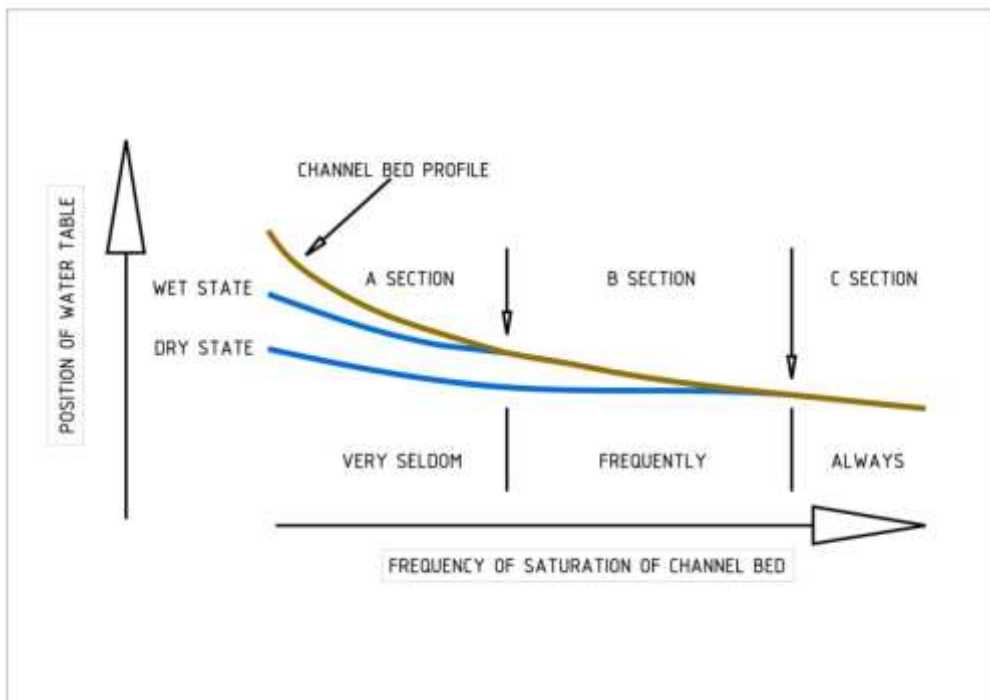 CHANNEL BED PROFILE
A SECTION
B SECTION
C SECTION
WET STATE
DRY STATE
POSITION OF WATER TABLE
VERY SELDOM
FREQUENTLY
ALWAYS
FREQUENCY OF SATURATION OF CHANNEL BED